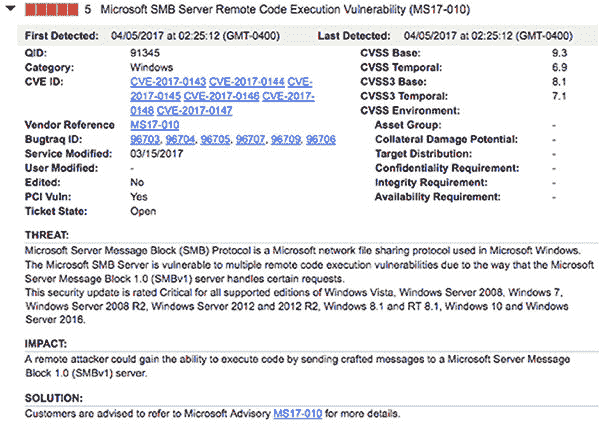 5 Microsoft SMB Server Remote Code Execution Vulnerability (MS17-010)
First Detected: 04/05/2017 at 02:25:12 (GMT-0400) Last Detected: 04/05/2017 at 02:25:12 (GMT-0400)
QID: 91345 CVSS Base: 9.3
Category: Windows CVSS Temporal: 6.9
CVE ID: CVE-2017-0143 CVE-2017-0144 CVE- CVSS3 Base: 8.1
2017-0145 CVE-2017-0146 CVE-2017- CVSS3 Temporal: 7.1
0148 CVE-2017-0147 CVSS Environment:
Vendor Reference MS17-010 Asset Group: -
Bugtraq ID: 96703, 96704, 96705, 96707, 96709, 96706 Collateral Damage Potential: -
Service Modified: 03/15/2017 Target Distribution: -
User Modified: - Confidentiality Requirement: -
Edited: No Integrity Requirement: -
PCI Vuln: Yes Availability Requirement: -
Ticket State: Open
THREAT:
Microsoft Server Message Block (SMB) Protocol is a Microsoft network file sharing protocol used in Microsoft Windows.
The Microsoft SMB Server is vulnerable to multiple remote code execution vulnerabilities due to the way that the Microsoft
Server Message Block 1.0 (SMBv1) server handles certain requests.
This security update is rated Critical for all supported editions of Windows Vista, Windows Server 2008, Windows 7,
Windows Server 2008 R2, Windows Server 2012 and 2012 R2, Windows 8.1 and RT 8.1, Windows 10 and Windows
Server 2016.
IMPACT:
A remote attacker could gain the ability to execute code by sending crafted messages to a Microsoft Server Message
Block 1.0 (SMBv1) server.
SOLUTION:
Customers are advised to refer to Microsoft Advisory MS17-010 for more details.